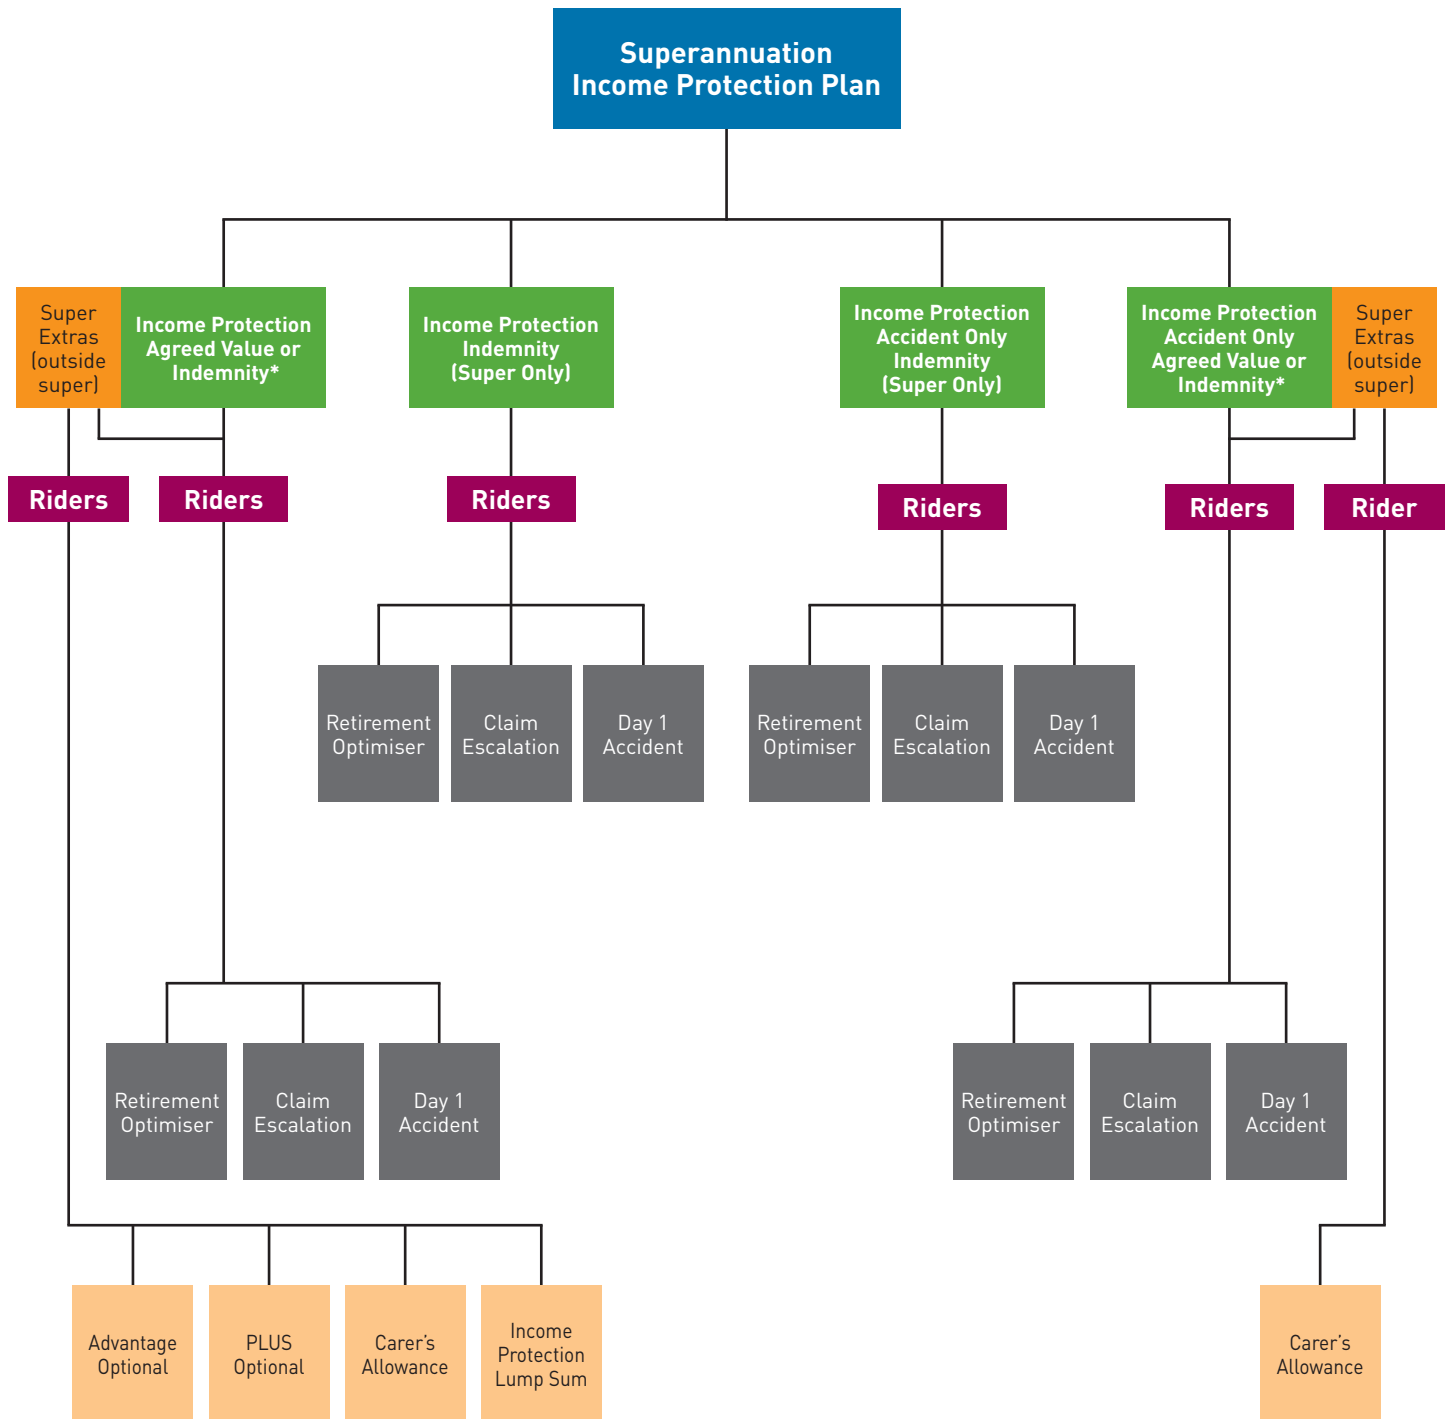 Superannuation
Income Protection Plan
Super
Extras
(outside
super)
Income Protection
Agreed Value or
Indemnity*
Income Protection
Indemnity
(Super Only)
Income Protection
Accident Only
Indemnity
(Super Only)
Income Protection
Accident Only
Agreed Value or
Indemnity*
Super
Extras
(outside
super)
Riders
Riders
Riders
Riders
Riders
Rider
Retirement
Optimiser
Claim
Escalation
Day 1
Accident
Retirement
Optimiser
Claim
Escalation
Day 1
Accident
Retirement
Optimiser
Claim
Escalation
Day 1
Accident
Retirement
Optimiser
Claim
Escalation
Day 1
Accident
Advantage
Optional
PLUS
Optional
Carer’s
Allowance
Income
Protection
Lump Sum
Carer’s
Allowance